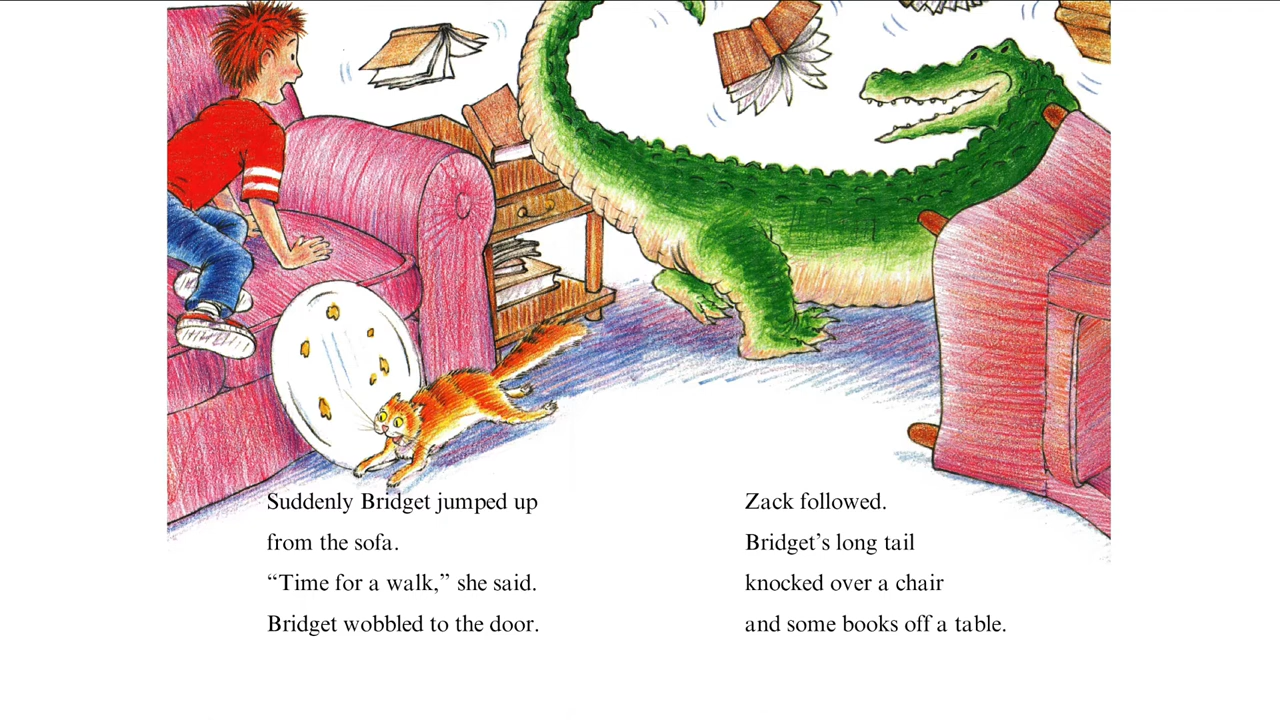 Suddenly Bridget jumped up
from the sofa.
“Time for a walk,” she said.
Bridget wobbled to the door.
Zack followed.
Bridget’s long tail
knocked over a chair
and some books off a table.